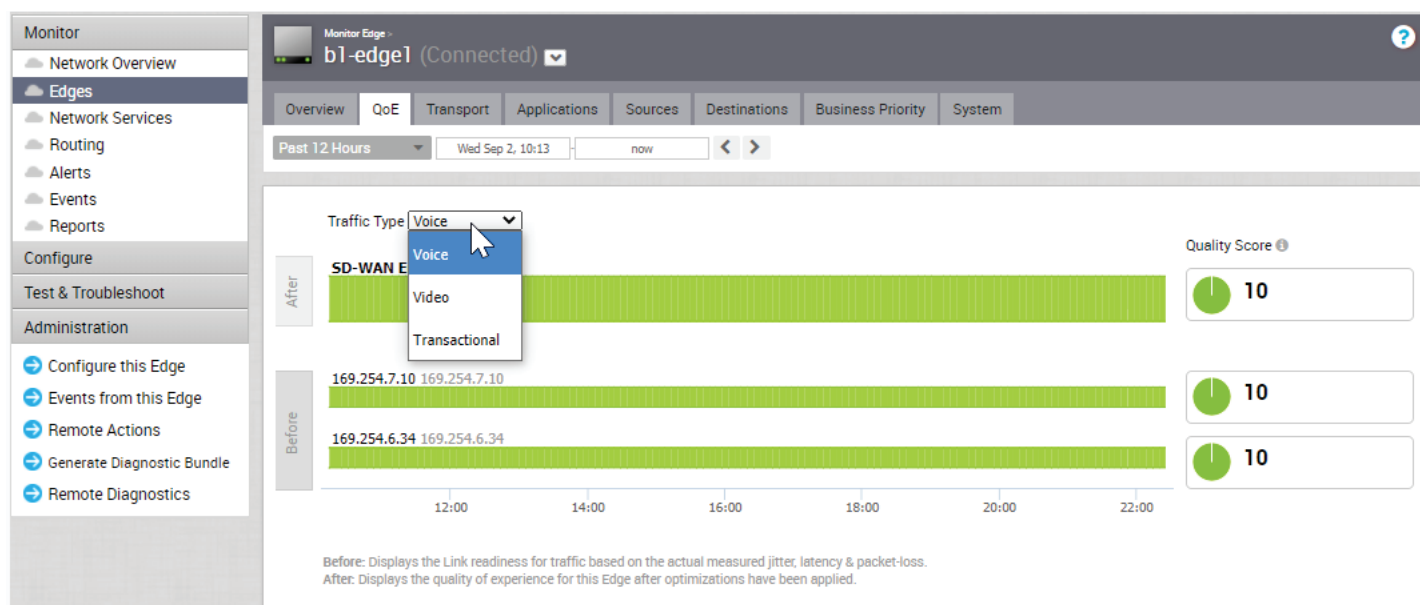 Monitor
Network Overview
Edges
Network Services
Routing
Alerts
Events
Reports
Configure
Test & Troubleshoot
Administration
Configure this Edge
Events from this Edge
Remote Actions
Generate Diagnostic Bundle
Remote Diagnostics
Monitor Edge >
b1-edge1 (Connected)
?
Overview QoE Transport Applications Sources Destinations Business Priority System
Past 12 Hours Wed Sep 2, 10:13 - now
Traffic Type Voice
Voice
Video
Transactional
Quality Score
After
SD-WAN E
10
Before
169.254.7.10 169.254.7.10
10
169.254.6.34 169.254.6.34
10
12:00 14:00 16:00 18:00 20:00 22:00
Before: Displays the Link readiness for traffic based on the actual measured jitter, latency & packet-loss.
After: Displays the quality of experience for this Edge after optimizations have been applied.